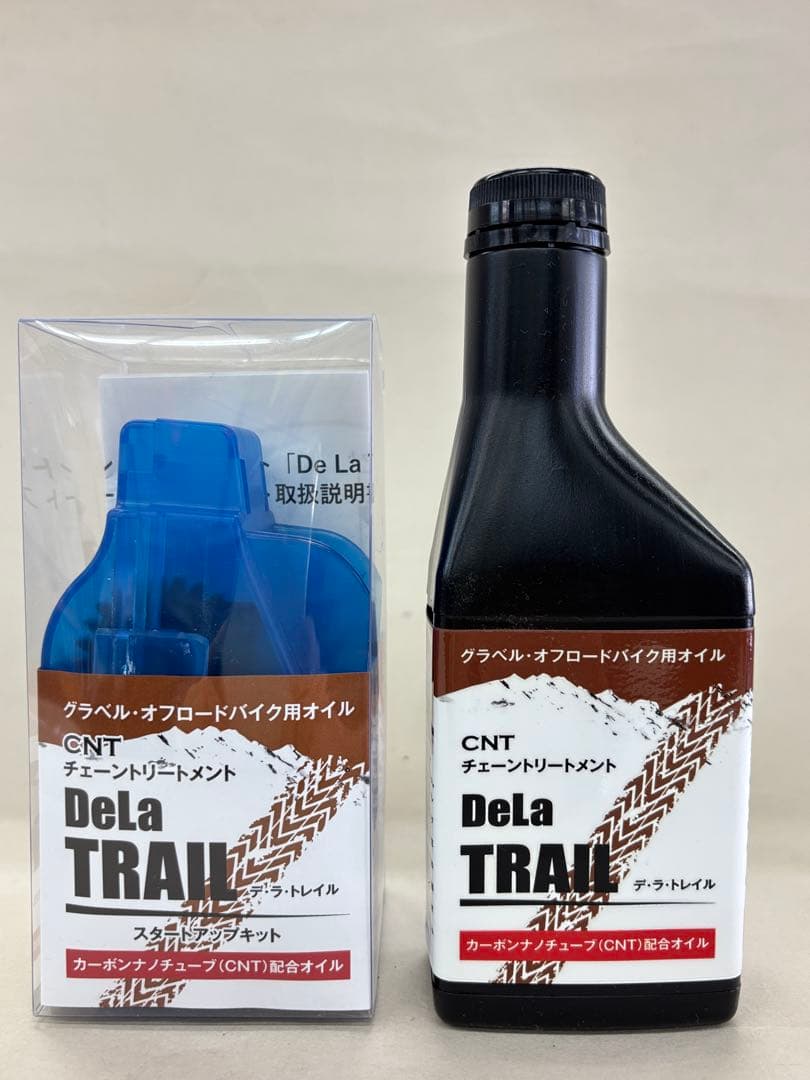 「De La
取扱説明
グラベル・オフロードバイク用オイル
CNT
チェーントリートメント
DeLa
TRAIL
デ・ラ・トレイル
スタートアップキット
カーボンナノチューブ(CNT)配合オイル
グラベル・オフロードバイク用オイル
CNT
チェーントリートメント
DeLa
TRAIL
デ・ラ・トレイル
カーボンナノチューブ(CNT)配合オイル